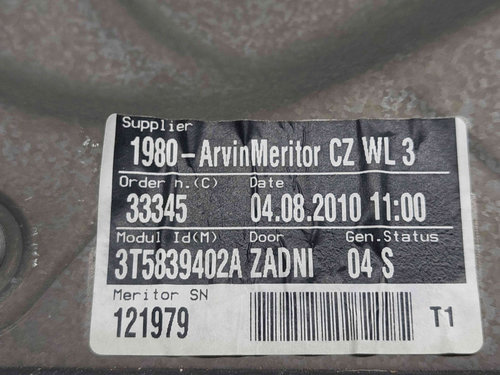 Supplier
1980-ArvinMeritor CZ WL 3
Order n.(C) Date
33345 04.08.2010 11:00
Modul Id(M) Door Gen.Status
3T5839402A ZADNI 04 S
Meritor SN
121979 T1